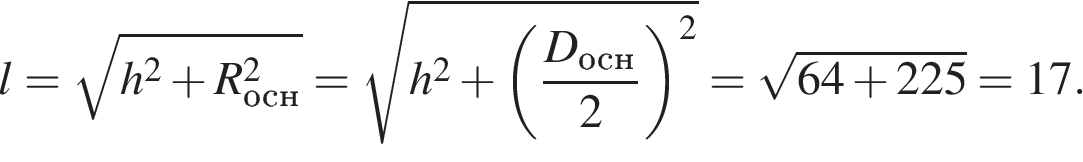 l = √(h² + R²осн) = √(h² + (Dосн/2)²) = √(64 + 225) = 17.